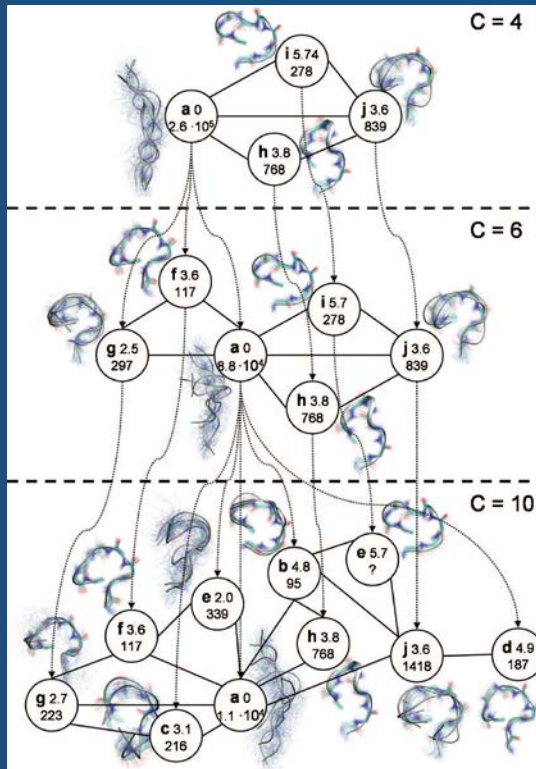 C = 4
i 5.74
278
a 0
2.6 ·10⁵
j 3.6
839
h 3.8
768
C = 6
f 3.6
117
i 5.7
278
g 2.5
297
a 0
8.8 ·10⁴
j 3.6
839
h 3.8
768
C = 10
e 5.7
?
b 4.8
95
e 2.0
339
f 3.6
117
h 3.8
768
j 3.6
1418
d 4.9
187
g 2.7
223
a 0
1.1 ·10⁴
c 3.1
216